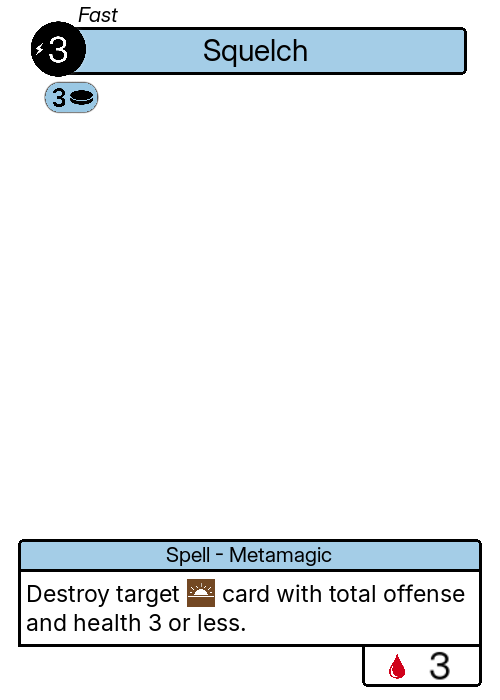 Fast
3
Squelch
3
Spell - Metamagic
Destroy target card with total offense
and health 3 or less.
3